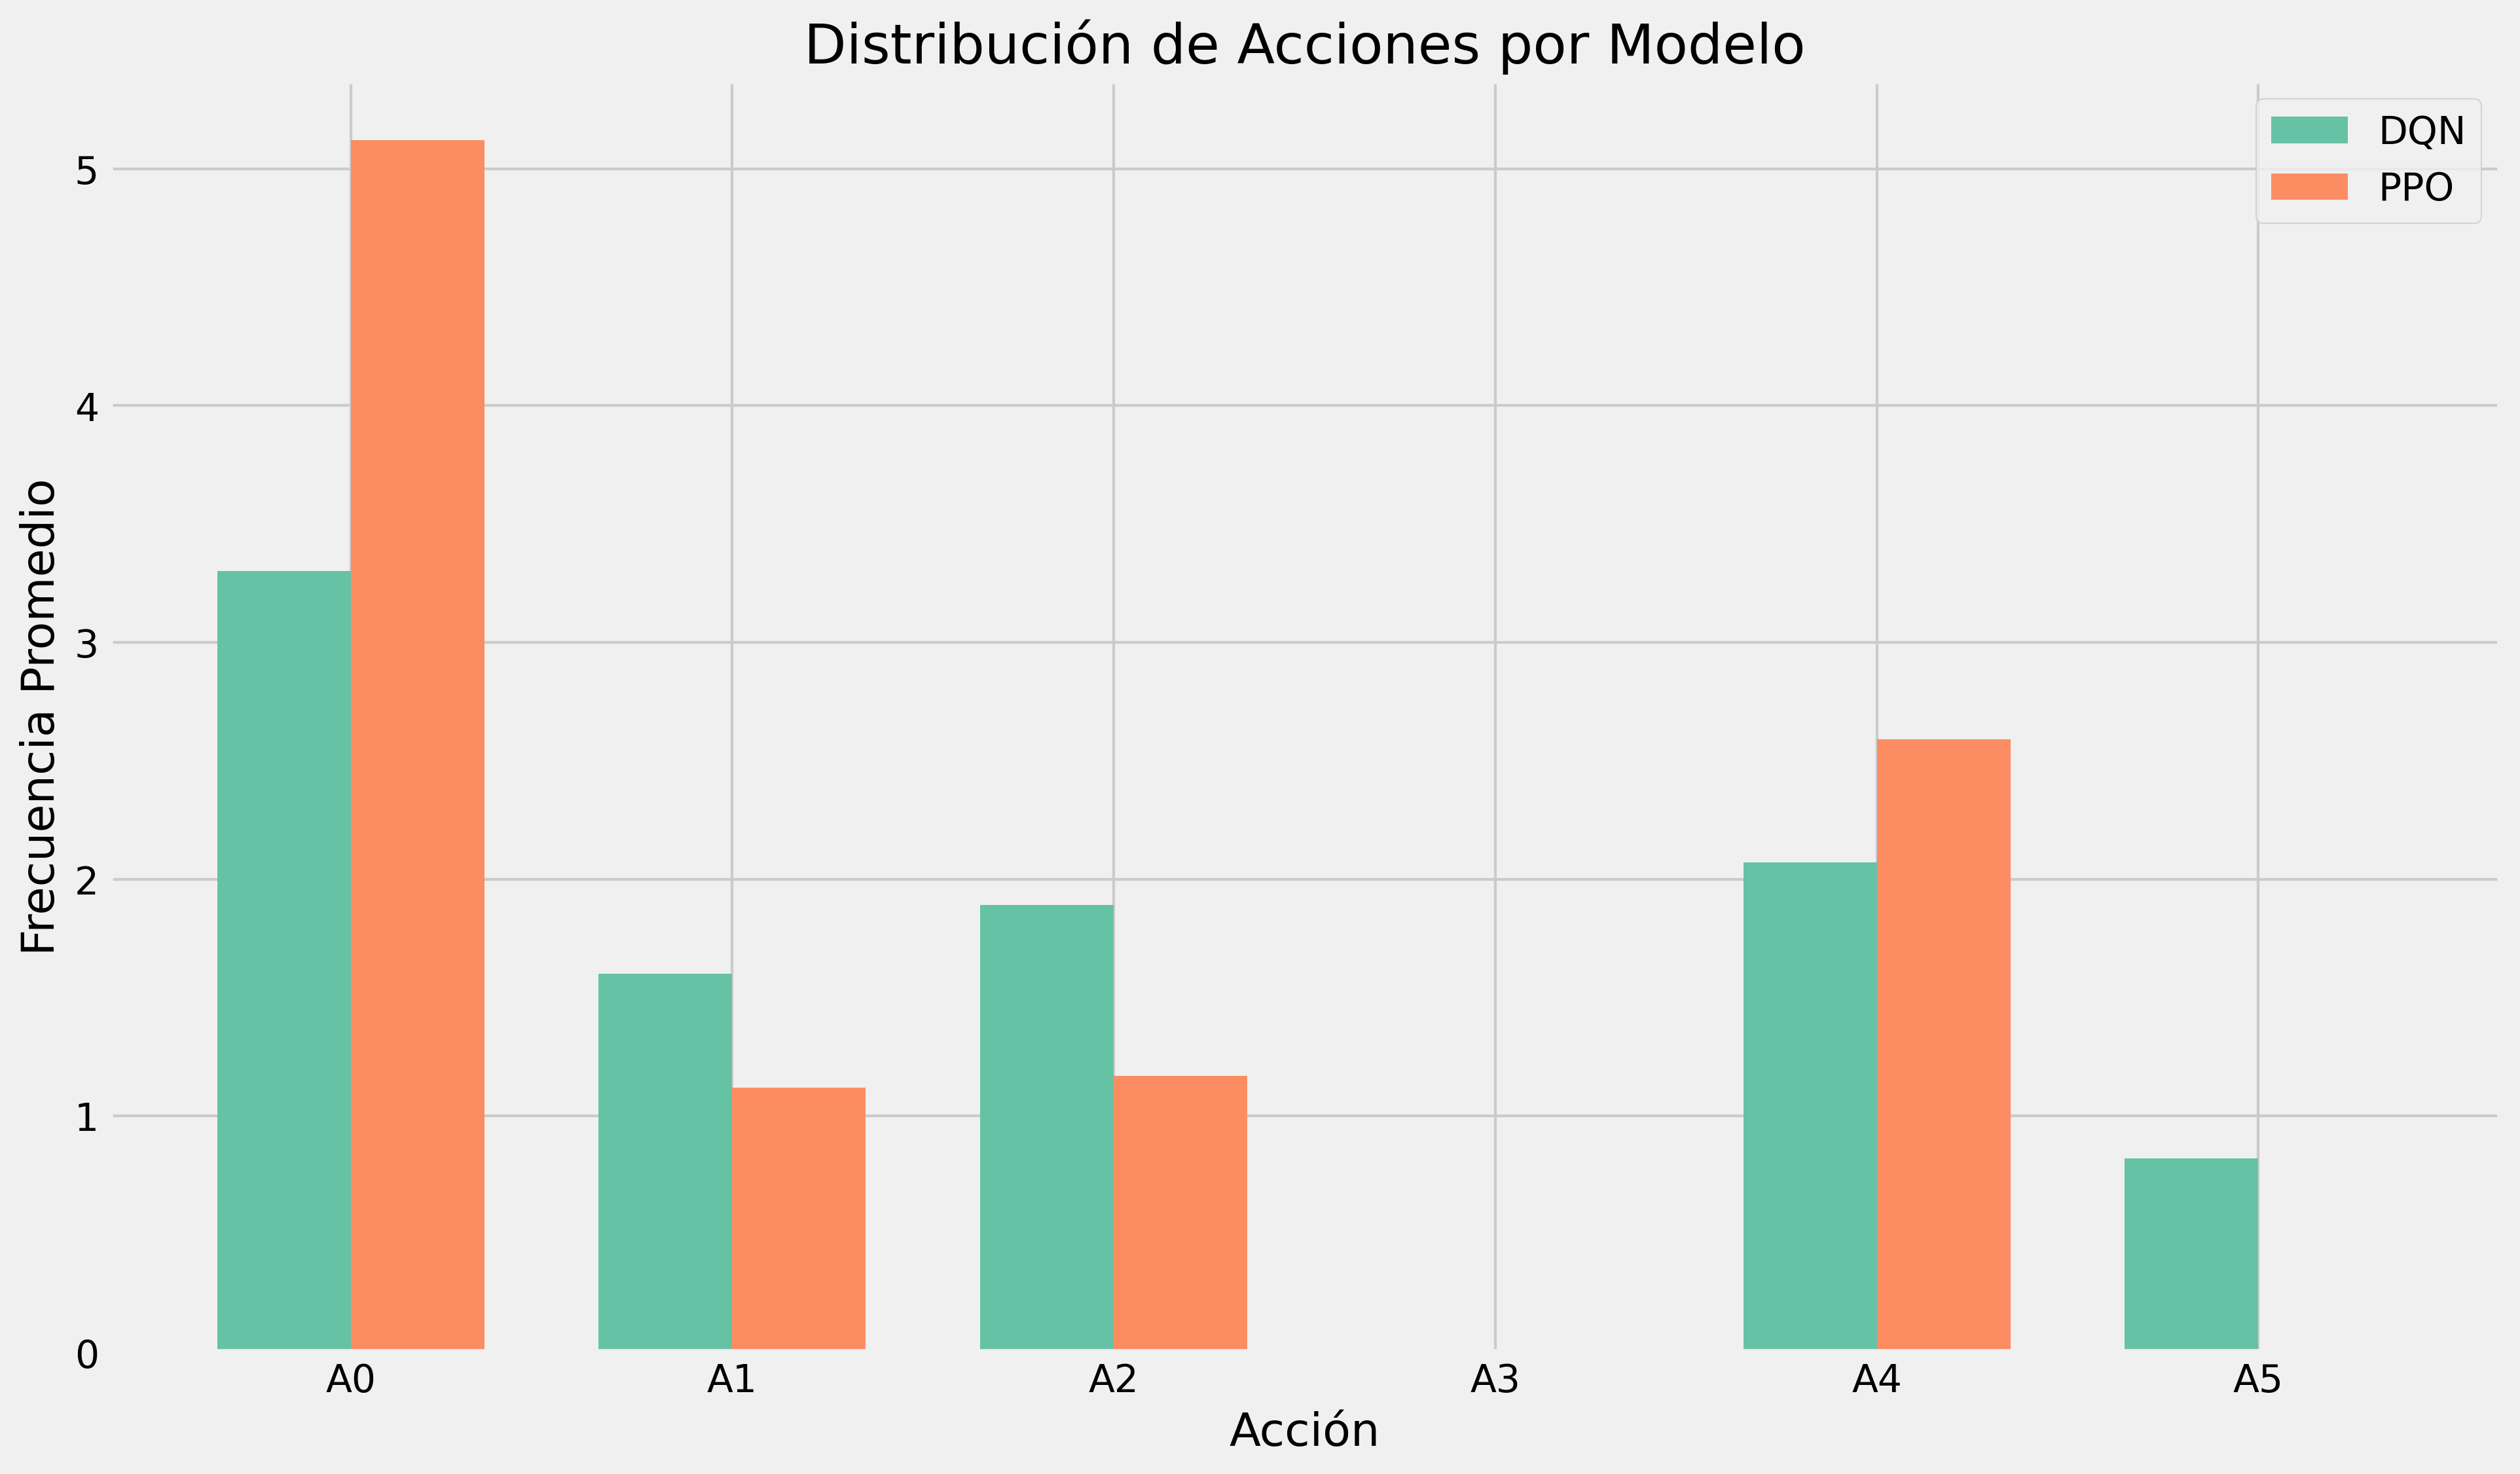 Distribución de Acciones por Modelo
DQN
PPO
Frecuencia Promedio
5
4
3
2
1
0
A0
A1
A2
A3
A4
A5
Acción